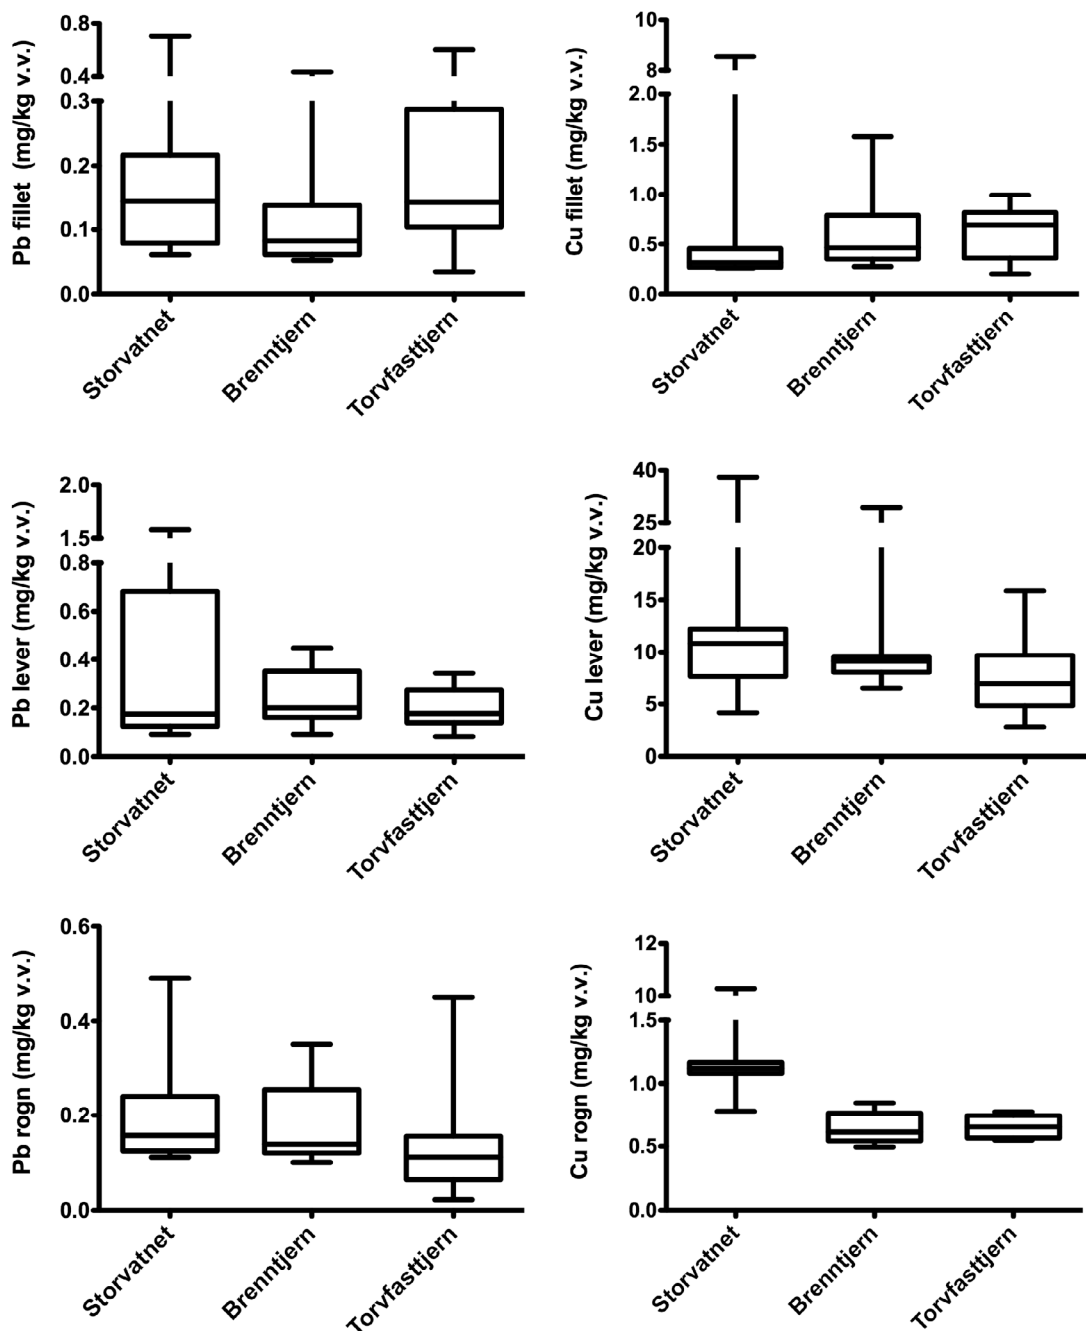 Pb fillet (mg/kg v.v.)
0.8
0.4
0.3
0.2
0.1
0.0
Storvatnet
Brenntjern
Torvfasttjern
Cu fillet (mg/kg v.v.)
10
8
2.0
1.5
1.0
0.5
0.0
Storvatnet
Brenntjern
Torvfasttjern
Pb lever (mg/kg v.v.)
2.0
1.5
0.8
0.6
0.4
0.2
0.0
Storvatnet
Brenntjern
Torvfasttjern
Cu lever (mg/kg v.v.)
40
25
20
15
10
5
0
Storvatnet
Brenntjern
Torvfasttjern
Pb rogn (mg/kg v.v.)
0.6
0.4
0.2
0.0
Storvatnet
Brenntjern
Torvfasttjern
Cu rogn (mg/kg v.v.)
12
10
1.5
1.0
0.5
0.0
Storvatnet
Brenntjern
Torvfasttjern